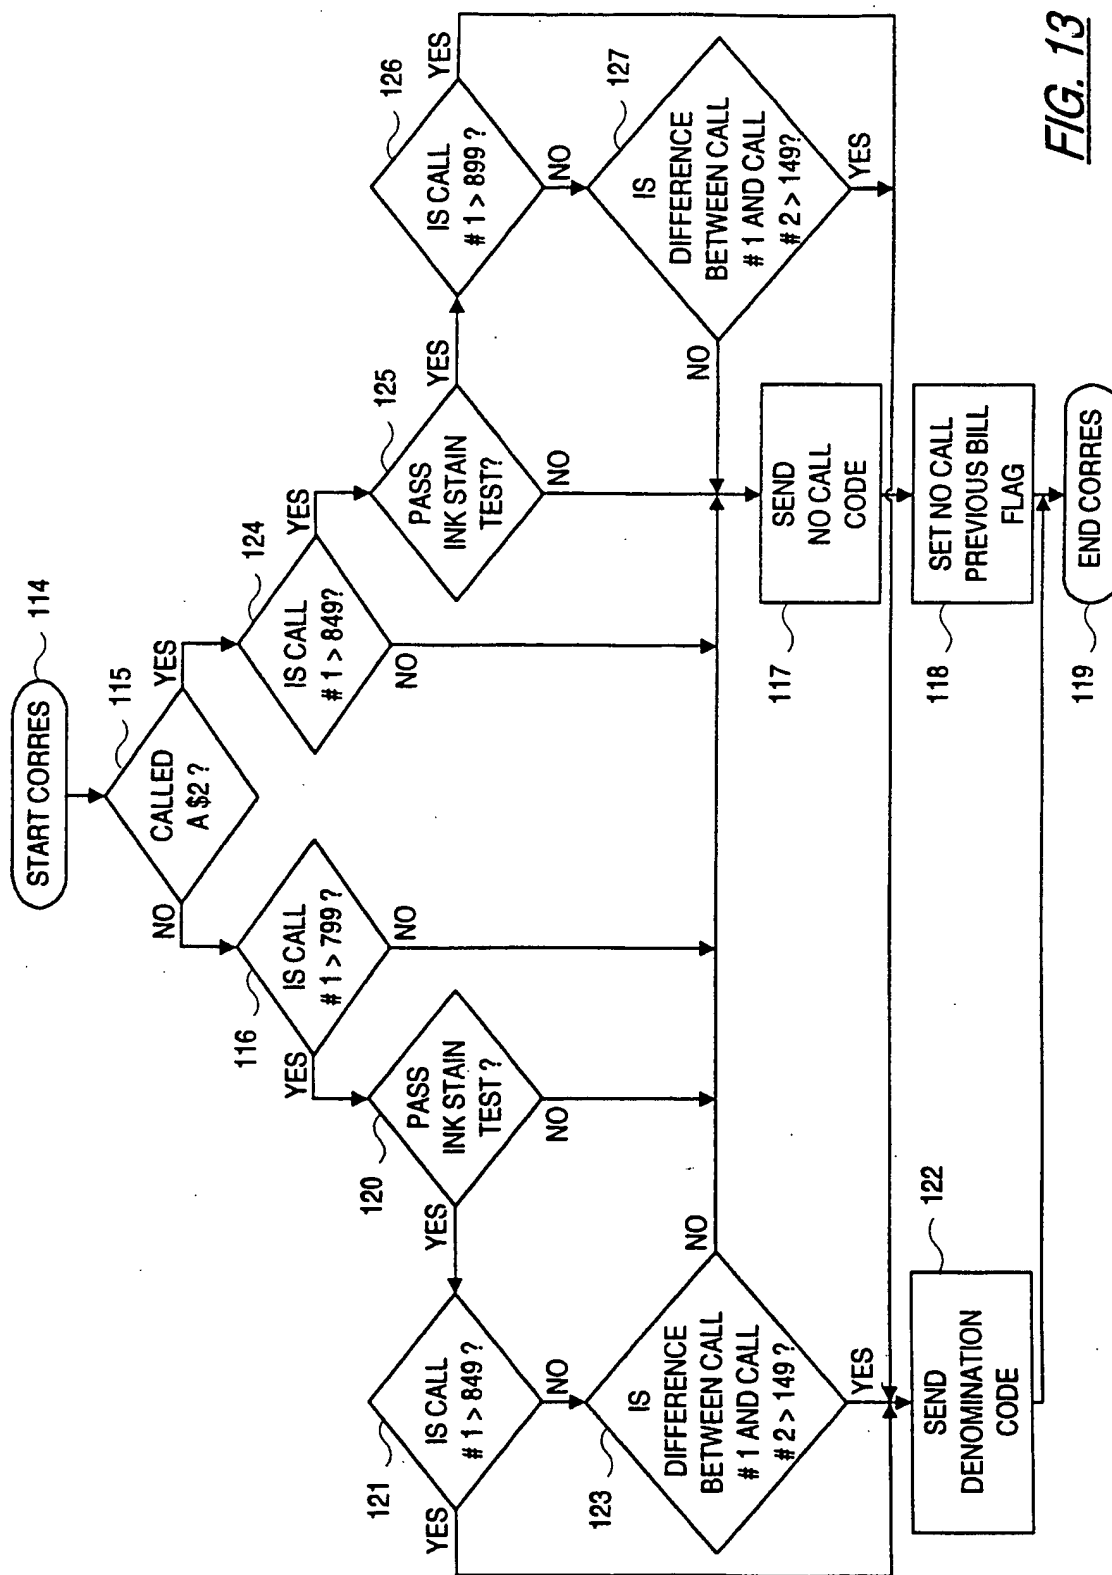 START CORRES
114
CALLED
A $2 ?
115
NO
YES
IS CALL
# 1 > 799 ?
116
YES
NO
IS CALL
# 1 > 849?
124
YES
NO
PASS
INK STAIN
TEST ?
120
YES
NO
PASS
INK STAIN
TEST?
125
YES
NO
IS CALL
# 1 > 849 ?
121
YES
NO
IS CALL
# 1 > 899 ?
126
YES
NO
IS
DIFFERENCE
BETWEEN CALL
# 1 AND CALL
# 2 > 149 ?
123
NO
YES
IS
DIFFERENCE
BETWEEN CALL
# 1 AND CALL
# 2 > 149?
127
NO
YES
SEND
NO CALL
CODE
117
SEND
DENOMINATION
CODE
122
SET NO CALL
PREVIOUS BILL
FLAG
118
END CORRES
119
FIG. 13